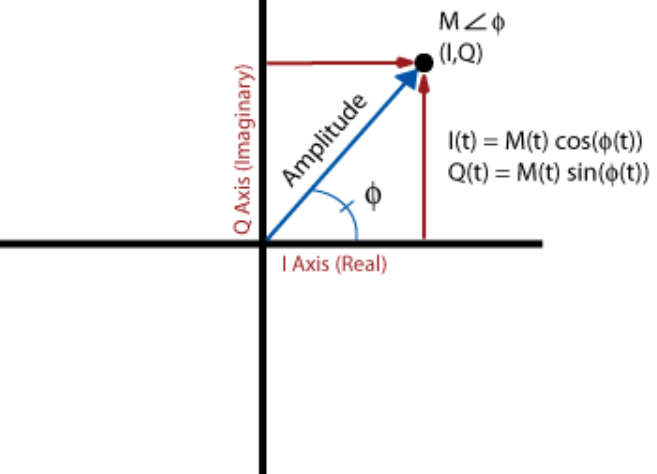 M∠ϕ
(I,Q)
Q Axis (Imaginary)
Amplitude
ϕ
I(t) = M(t) cos(ϕ(t))
Q(t) = M(t) sin(ϕ(t))
I Axis (Real)